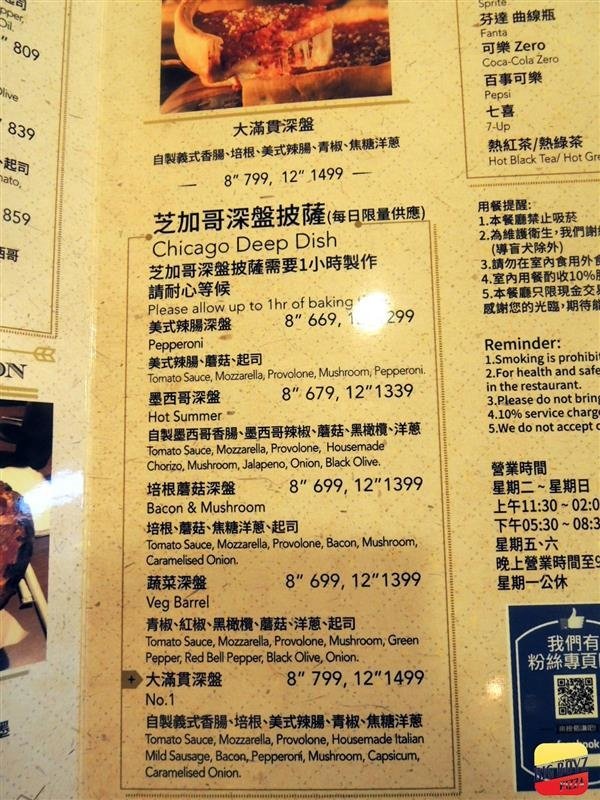 809
Olive
839
起司
859
大滿貫深盤
自製義式香腸、培根、美式辣腸、青椒、焦糖洋蔥
8" 799, 12" 1499
芝加哥深盤披薩(每日限量供應)
Chicago Deep Dish
芝加哥深盤披薩需要1小時製作
請耐心等候
Please allow up to 1hr of baking
美式辣腸深盤 8" 669,
Pepperoni
美式辣腸、蘑菇、起司
Tomato Sauce, Mozzarella, Provolone, Mushroom, Pepperoni.
墨西哥深盤 8" 679, 12"1339
Hot Summer
自製墨西哥香腸、墨西哥辣椒、蘑菇、黑橄欖、洋蔥
Tomato Sauce, Mozzarella, Provolone, Housemade
Chorizo, Mushroom, Jalapeno, Onion, Black Olive.
培根蘑菇深盤 8" 699, 12"1399
Bacon & Mushroom
培根、蘑菇、焦糖洋蔥、起司
Tomato Sauce, Mozzarella, Provolone, Bacon, Mushroom,
Caramelised Onion.
蔬菜深盤 8" 699, 12"1399
Veg Barrel
青椒、紅椒、黑橄欖、蘑菇、洋蔥、起司
Tomato Sauce, Mozzarella, Provolone, Mushroom, Green
Pepper, Red Bell Pepper, Black Olive, Onion.
大滿貫深盤 8" 799, 12"1499
No.1
自製義式香腸、培根、美式辣腸、青椒、焦糖洋蔥
Tomato Sauce, Mozzarella, Provolone, Housemade Italian
Mild Sausage, Bacon, Pepperoni, Mushroom, Capsicum,
Caramelised Onion.
Sprite
芬達 曲線瓶
Fanta
可樂 Zero
Coca-Cola Zero
百事可樂
Pepsi
七喜
7-Up
熱紅茶/熱綠茶
Hot Black Tea/ Hot Gre
用餐提醒:
1.本餐廳禁止吸菸
2.為維護衛生，我們謝
(導盲犬除外)
3.請勿在室內食用外食
4.室內用餐酌收10%
5.本餐廳只限現金交
感謝您的光臨，期待
Reminder:
1.Smoking is prohibit
2.For health and safe
in the restaurant.
3.Please do not bring
4.10% service charge
5.We do not accept c
營業時間
星期二 ~ 星期日
上午11:30 ~ 02:0
下午05:30 ~ 08:3
星期五、六
晚上營業時間至9
星期一公休
我們有
粉絲專頁
BIG BOYZ
PIZZA